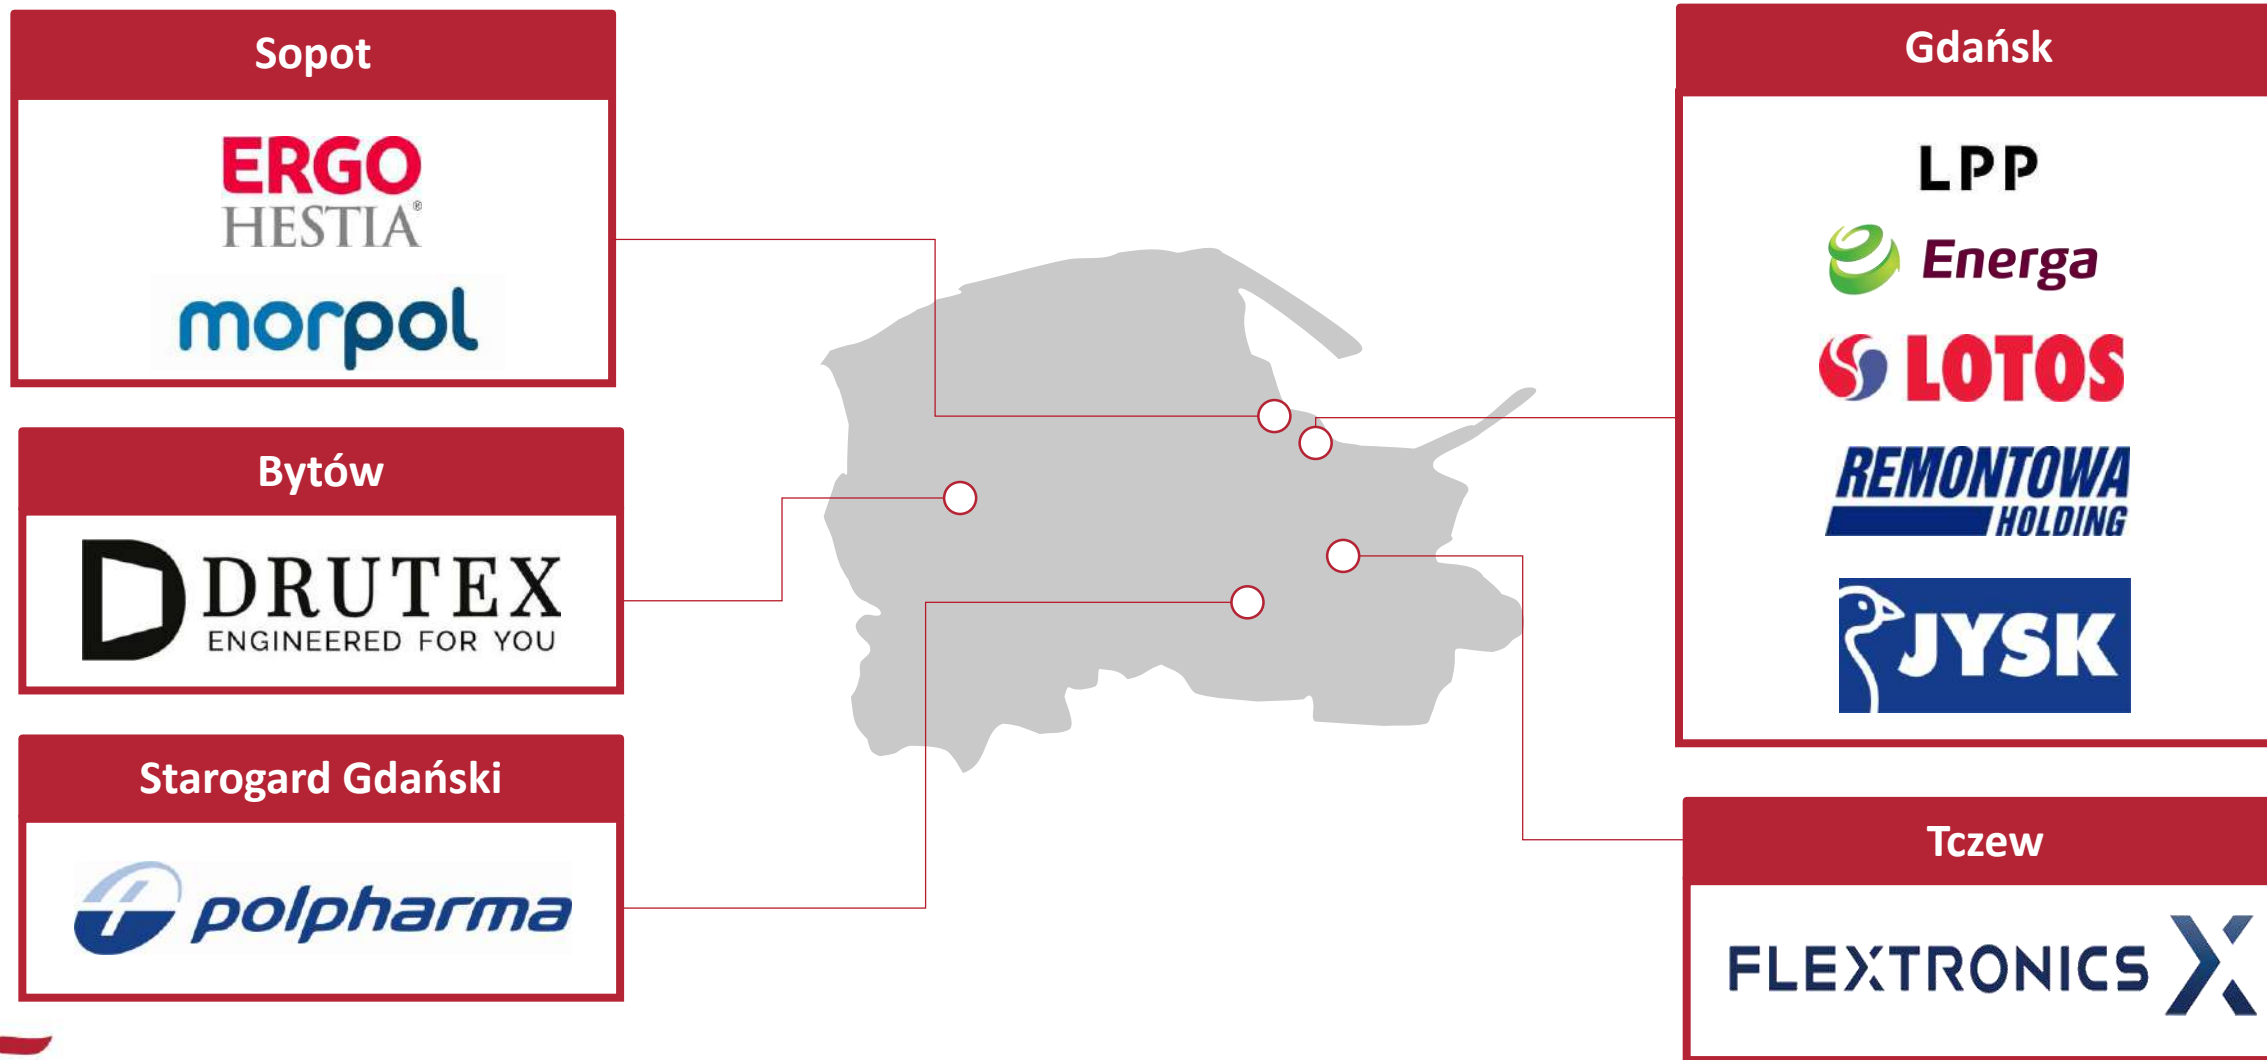 Sopot
ERGO
HESTIA®
morpol
Bytów
DRUTEX
ENGINEERED FOR YOU
Starogard Gdański
polpharma
Gdańsk
LPP
Energa
LOTOS
REMONTOWA
HOLDING
JYSK
Tczew
FLEXTRONICS